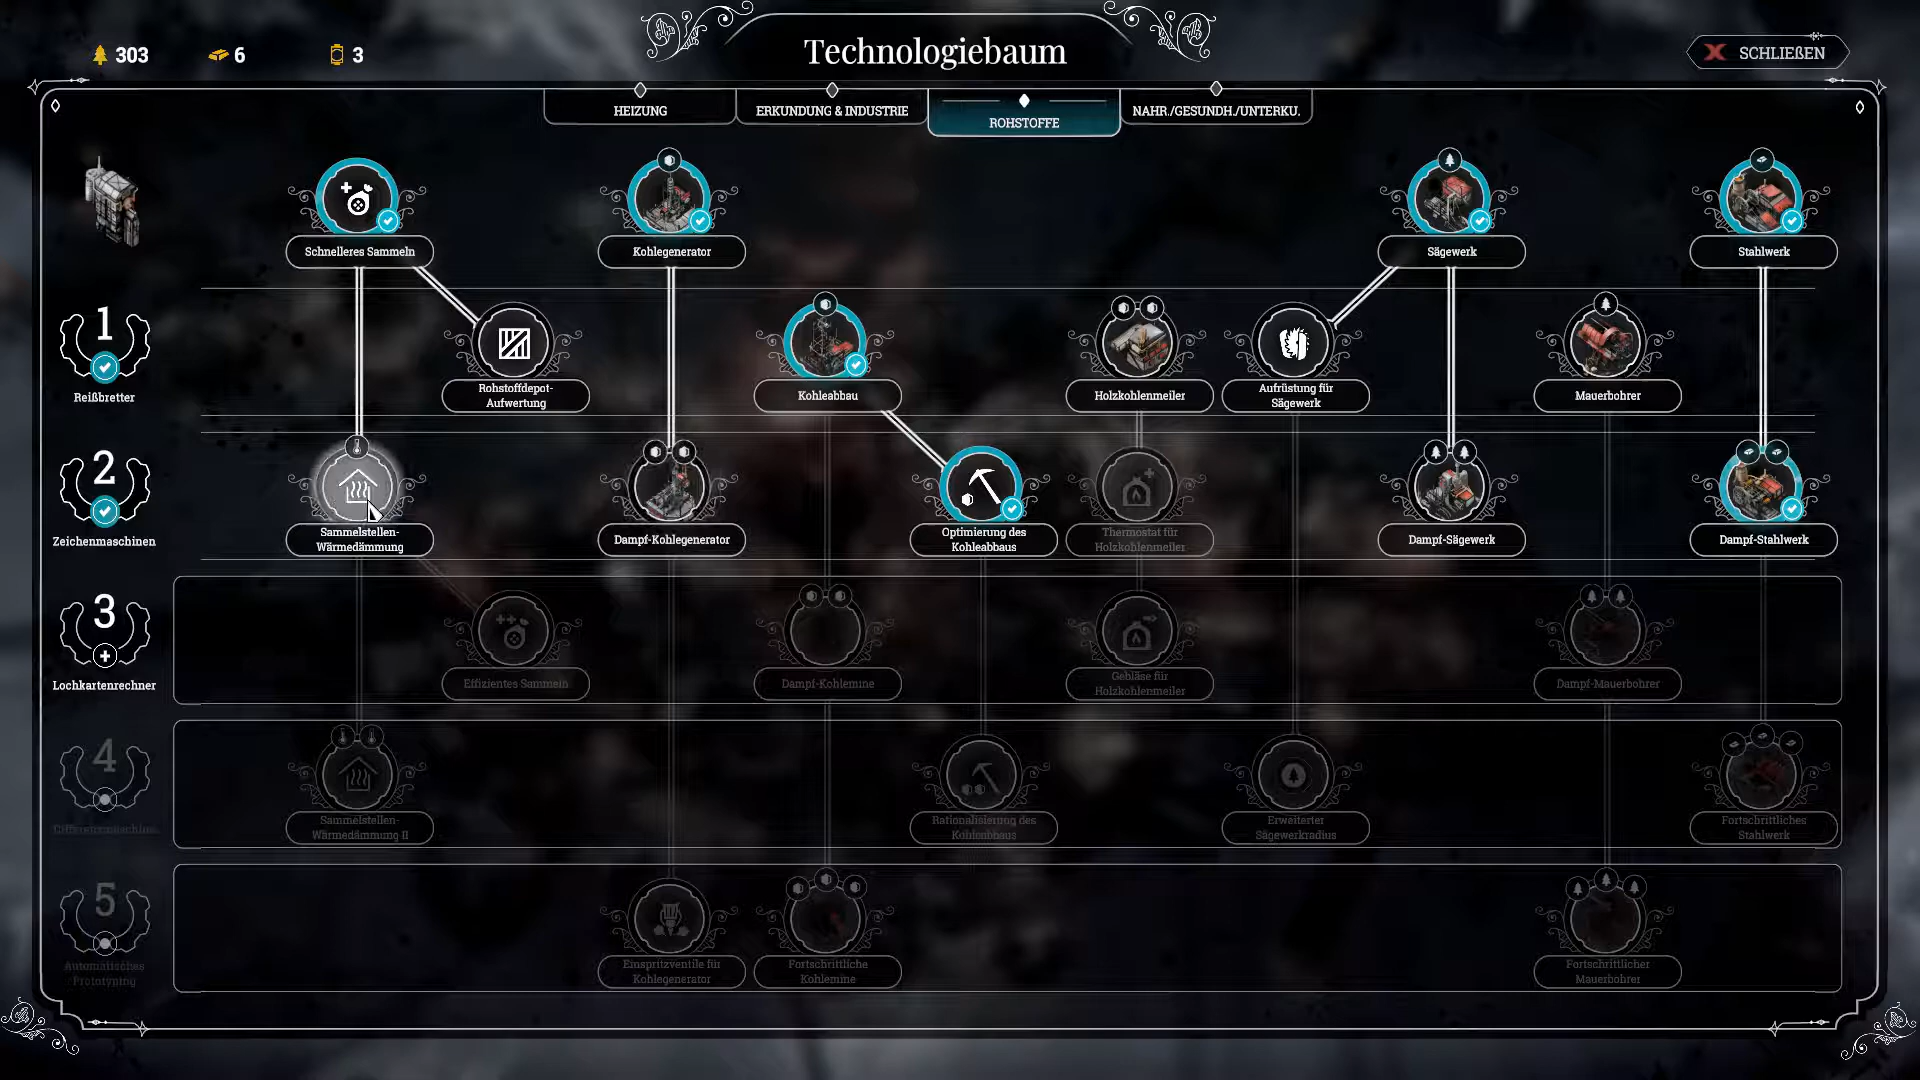 303
6
3
Technologiebaum
SCHLIEẞEN
HEIZUNG
ERKUNDUNG & INDUSTRIE
ROHSTOFFE
NAHR./GESUNDH./UNTERKU.
Schnelleres Sammeln
Kohlegenerator
Sägewerk
Stahlwerk
1
Reißbretter
Rohstoffdepot-
Aufwertung
Kohleabbau
Holzkohlenmeiler
Aufrüstung für
Sägewerk
Mauerbohrer
2
Zeichenmaschinen
Sammelstellen-
Wärmedämmung
Dampf-Kohlegenerator
Optimierung des
Kohleabbaus
Thermostat für
Holzkohlenmeiler
Dampf-Sägewerk
Dampf-Stahlwerk
3
Lochkartenrechner
Effizientes Sammeln
Dampf-Kohlemine
Gebläse für
Holzkohlenmeiler
Dampf-Mauerbohrer
4
Differenzmaschine
Sammelstellen-
Wärmedämmung II
Rationalisierung des
Kohleabbaus
Erweiterter
Sägewerkradius
Fortschrittliches
Stahlwerk
5
Automatisches
Prototyping
Einspritzventile für
Kohlegenerator
Fortschrittliche
Kohlemine
Fortschrittlicher
Mauerbohrer